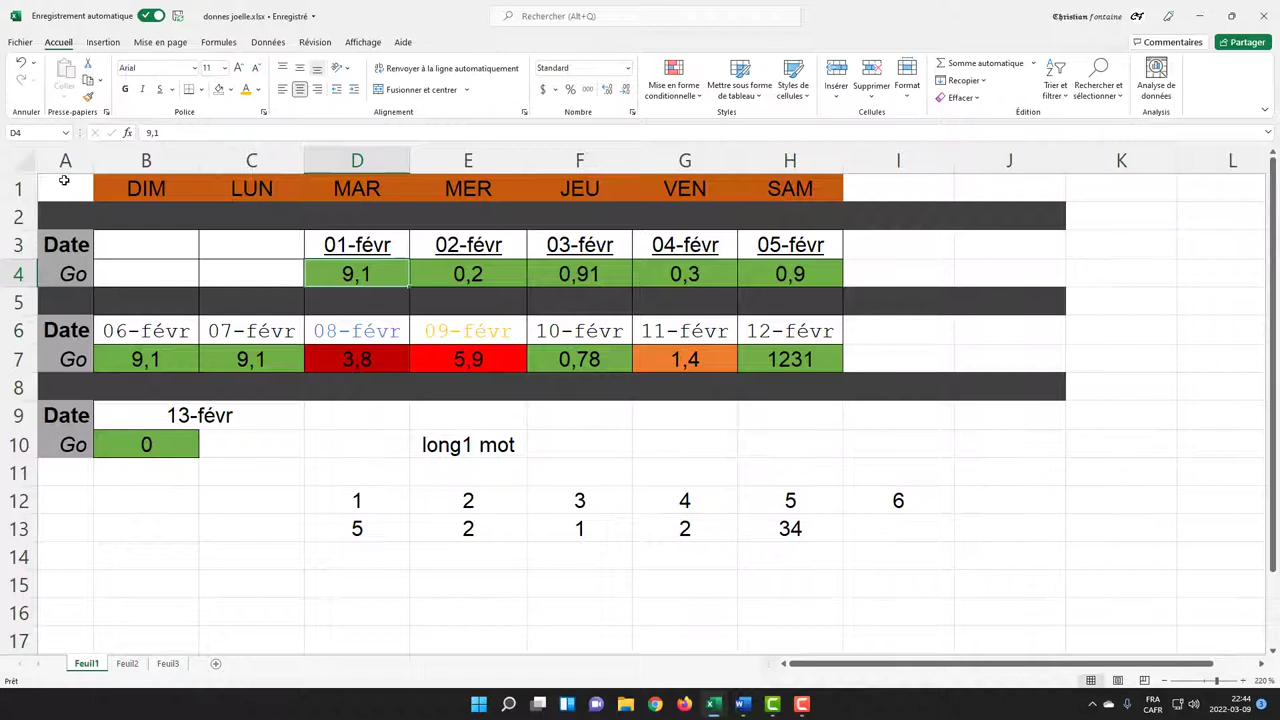 Enregistrement automatique donnes joelle.xlsx • Enregistré Rechercher (Alt+Q) Christian fontaine
Fichier Accueil Insertion Mise en page Formules Données Révision Affichage Aide Commentaires Partager
Coller
Arial 11
Renvoyer à la ligne automatiquement
Fusionner et centrer
Standard
$ % 000
Mise en forme conditionnelle
Mettre sous forme de tableau
Styles de cellules
Insérer Supprimer Format
Somme automatique
Recopier
Effacer
Trier et filtrer
Rechercher et sélectionner
Analyse de données
Annuler Presse-papiers Police Alignement Nombre Styles Cellules Édition Analysis
D4 fx 9,1
A B C D E F G H I J K L
1 DIM LUN MAR MER JEU VEN SAM
2
3 Date 01-févr 02-févr 03-févr 04-févr 05-févr
4 Go 9,1 0,2 0,91 0,3 0,9
5
6 Date 06-févr 07-févr 08-févr 09-févr 10-févr 11-févr 12-févr
7 Go 9,1 9,1 3,8 5,9 0,78 1,4 1231
8
9 Date 13-févr
10 Go 0 long1 mot
11
12 1 2 3 4 5 6
13 5 2 1 2 34
14
15
16
17
Feuil1 Feuil2 Feuil3
Prêt 220 %
FRA CAFR 22:44 2022-03-09 3